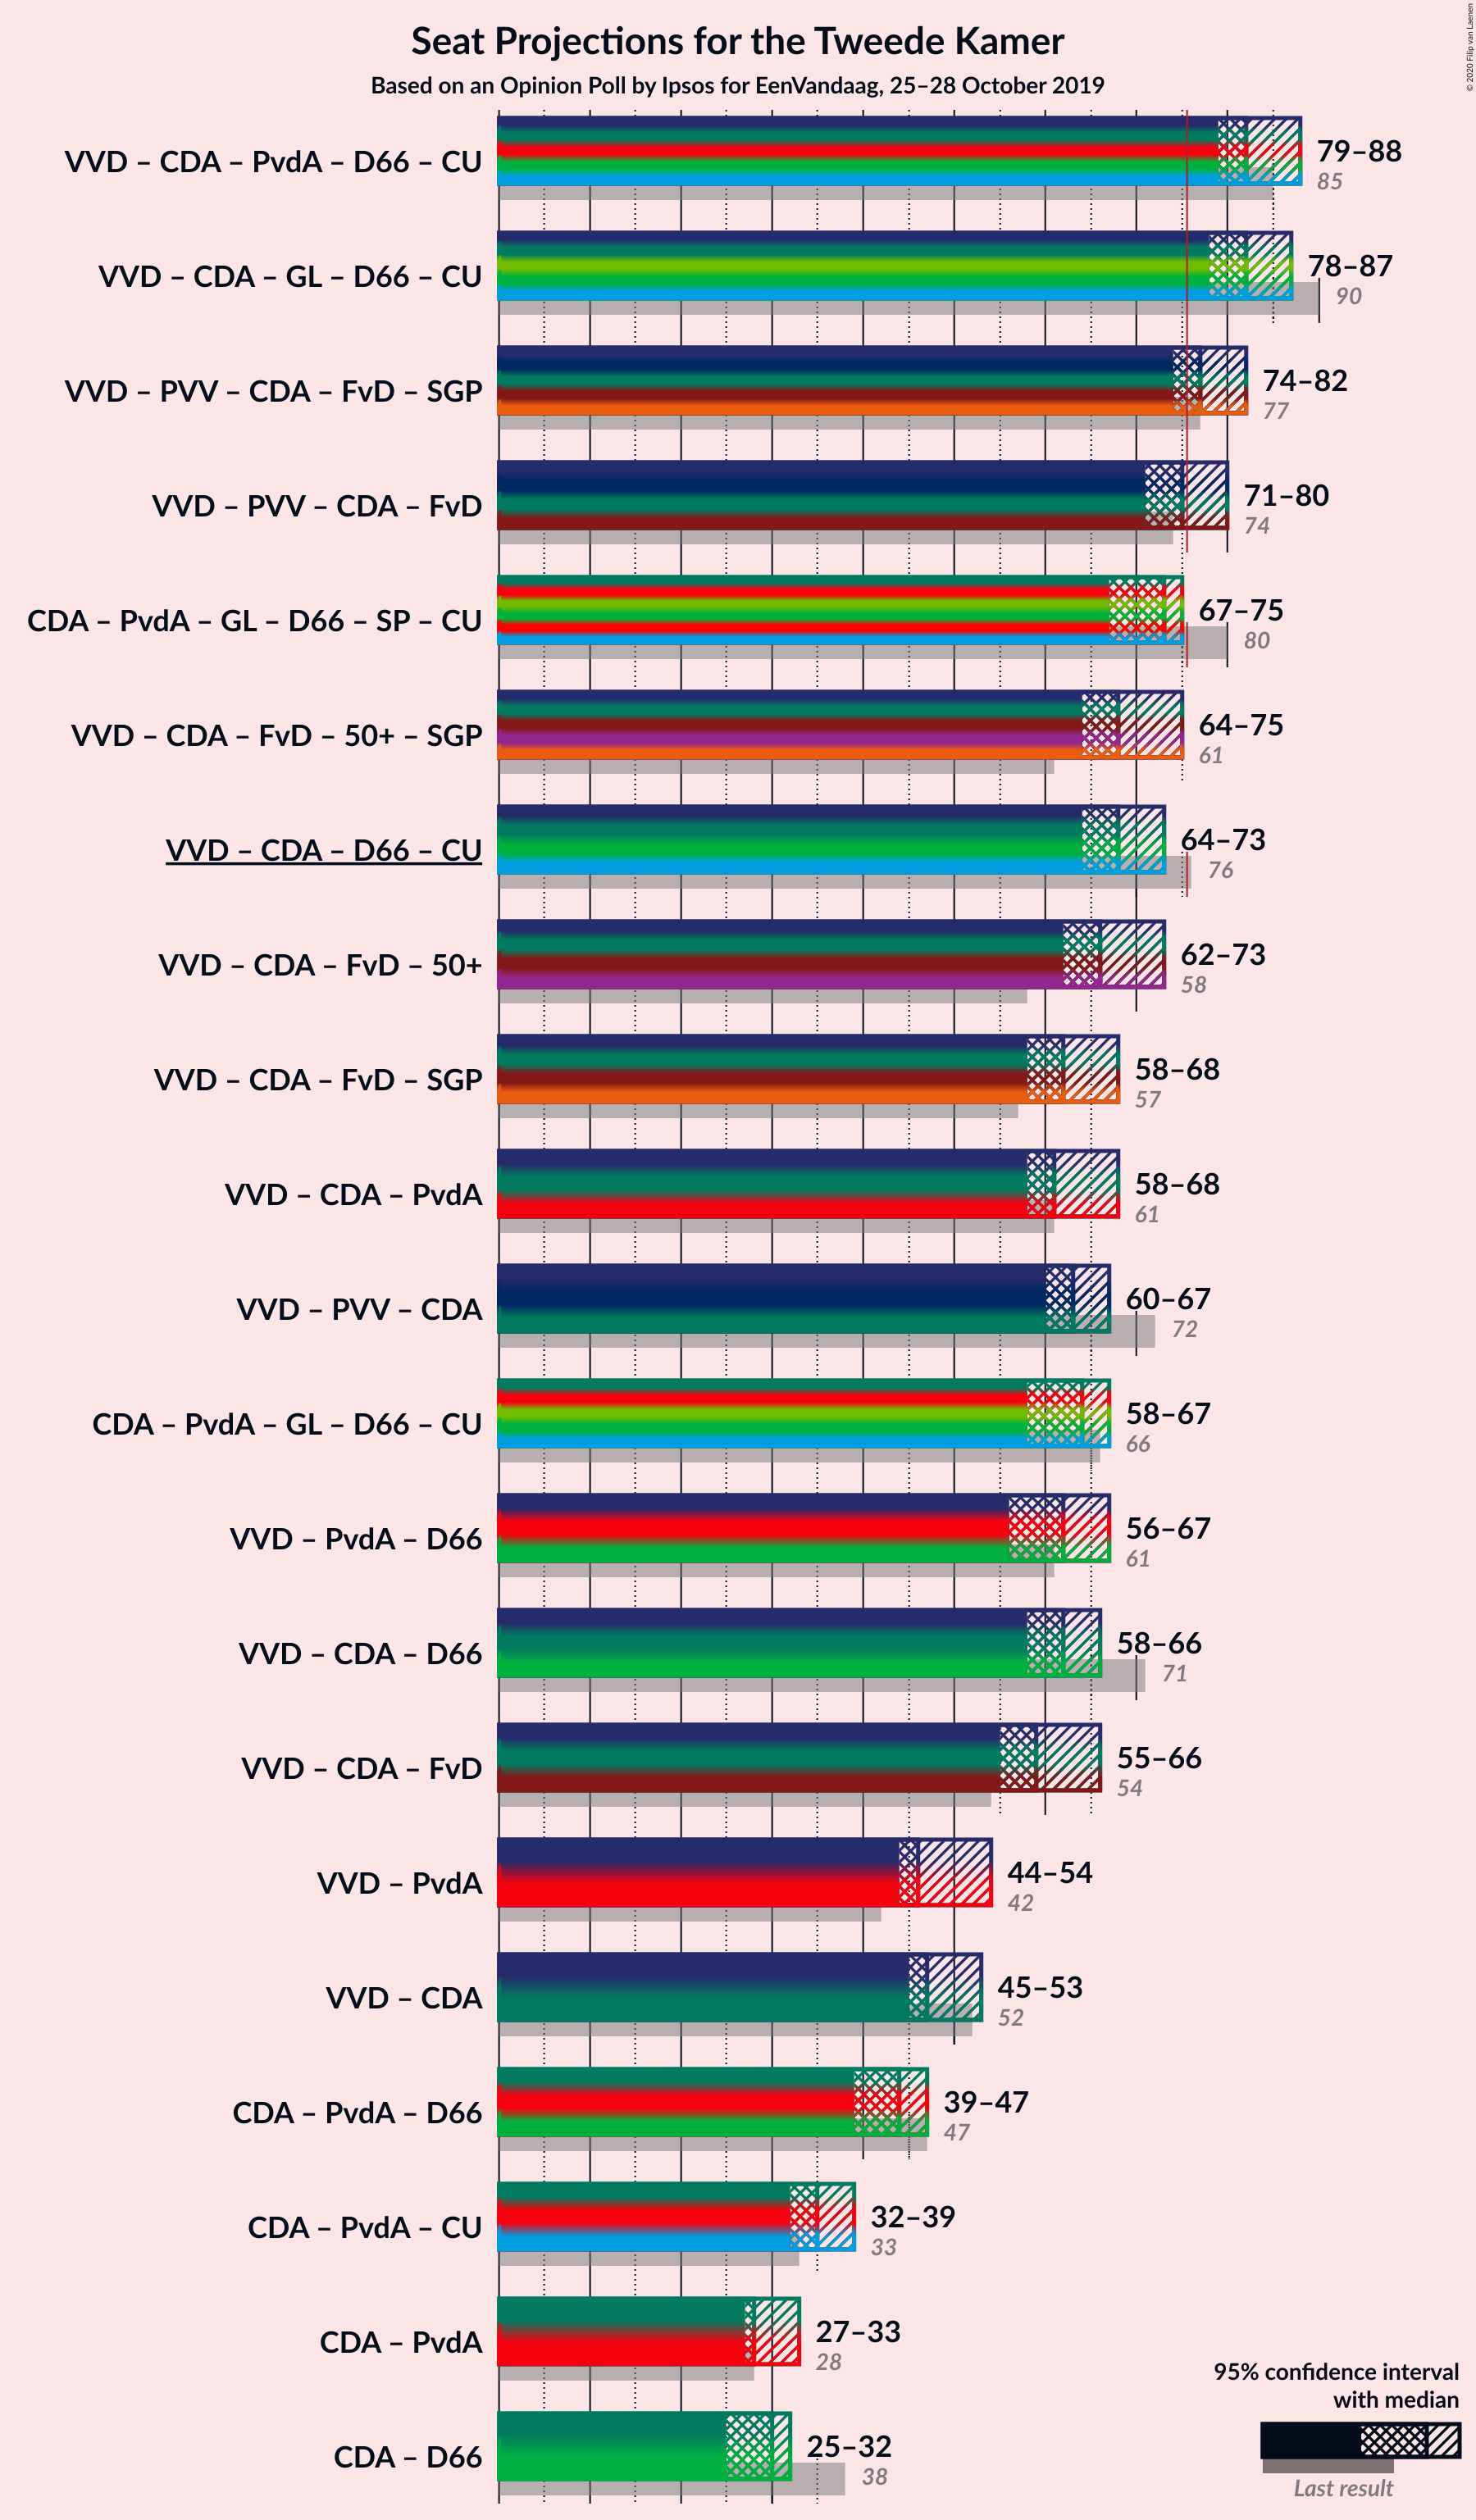 Seat Projections for the Tweede Kamer
Based on an Opinion Poll by Ipsos for EenVandaag, 25–28 October 2019
© 2020 Filip van Laenen
VVD – CDA – PvdA – D66 – CU
79–88
85
VVD – CDA – GL – D66 – CU
78–87
90
VVD – PVV – CDA – FvD – SGP
74–82
77
VVD – PVV – CDA – FvD
71–80
74
CDA – PvdA – GL – D66 – SP – CU
67–75
80
VVD – CDA – FvD – 50+ – SGP
64–75
61
VVD – CDA – D66 – CU
64–73
76
VVD – CDA – FvD – 50+
62–73
58
VVD – CDA – FvD – SGP
58–68
57
VVD – CDA – PvdA
58–68
61
VVD – PVV – CDA
60–67
72
CDA – PvdA – GL – D66 – CU
58–67
66
VVD – PvdA – D66
56–67
61
VVD – CDA – D66
58–66
71
VVD – CDA – FvD
55–66
54
VVD – PvdA
44–54
42
VVD – CDA
45–53
52
CDA – PvdA – D66
39–47
47
CDA – PvdA – CU
32–39
33
CDA – PvdA
27–33
28
CDA – D66
25–32
38
95% confidence interval
with median
Last result